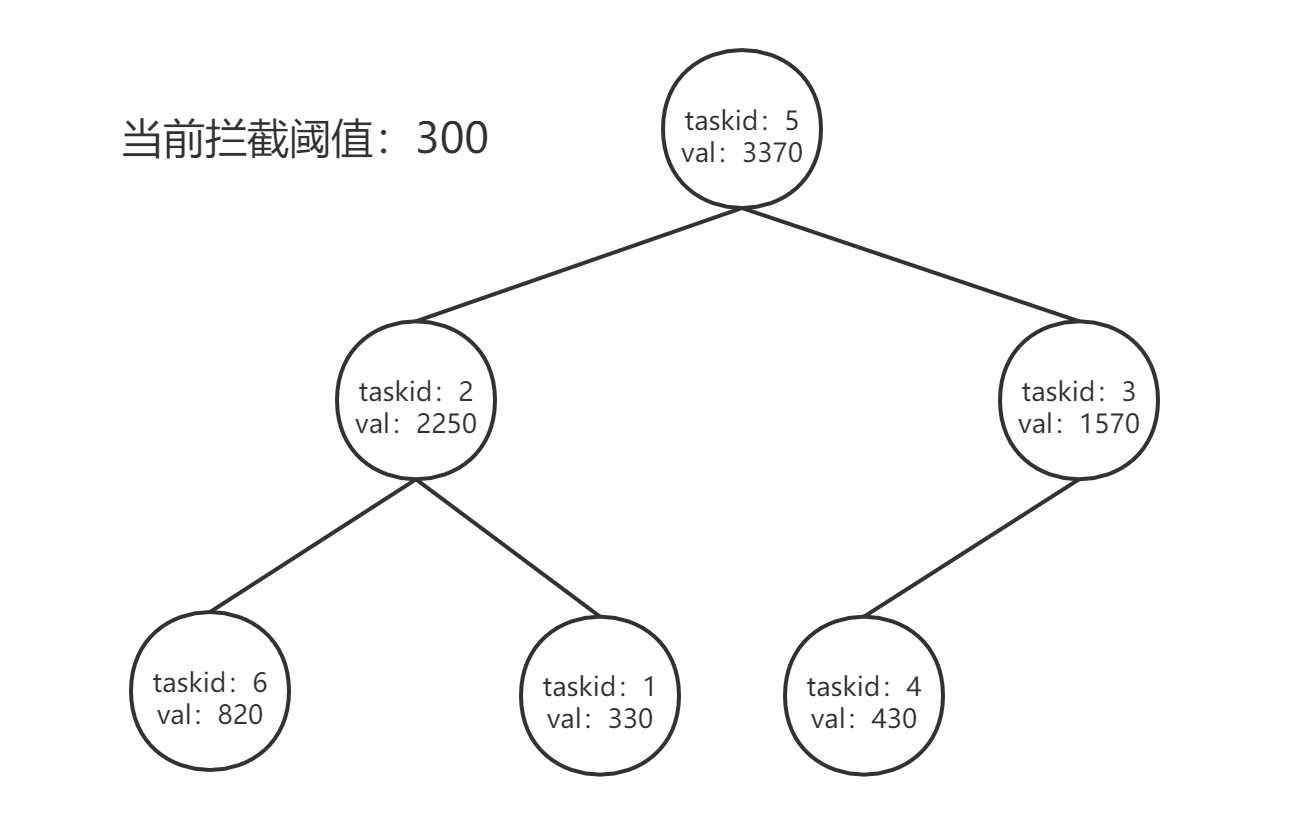 当前拦截阈值：300
taskid：5
val：3370
taskid：2
val：2250
taskid：3
val：1570
taskid：6
val：820
taskid：1
val：330
taskid：4
val：430